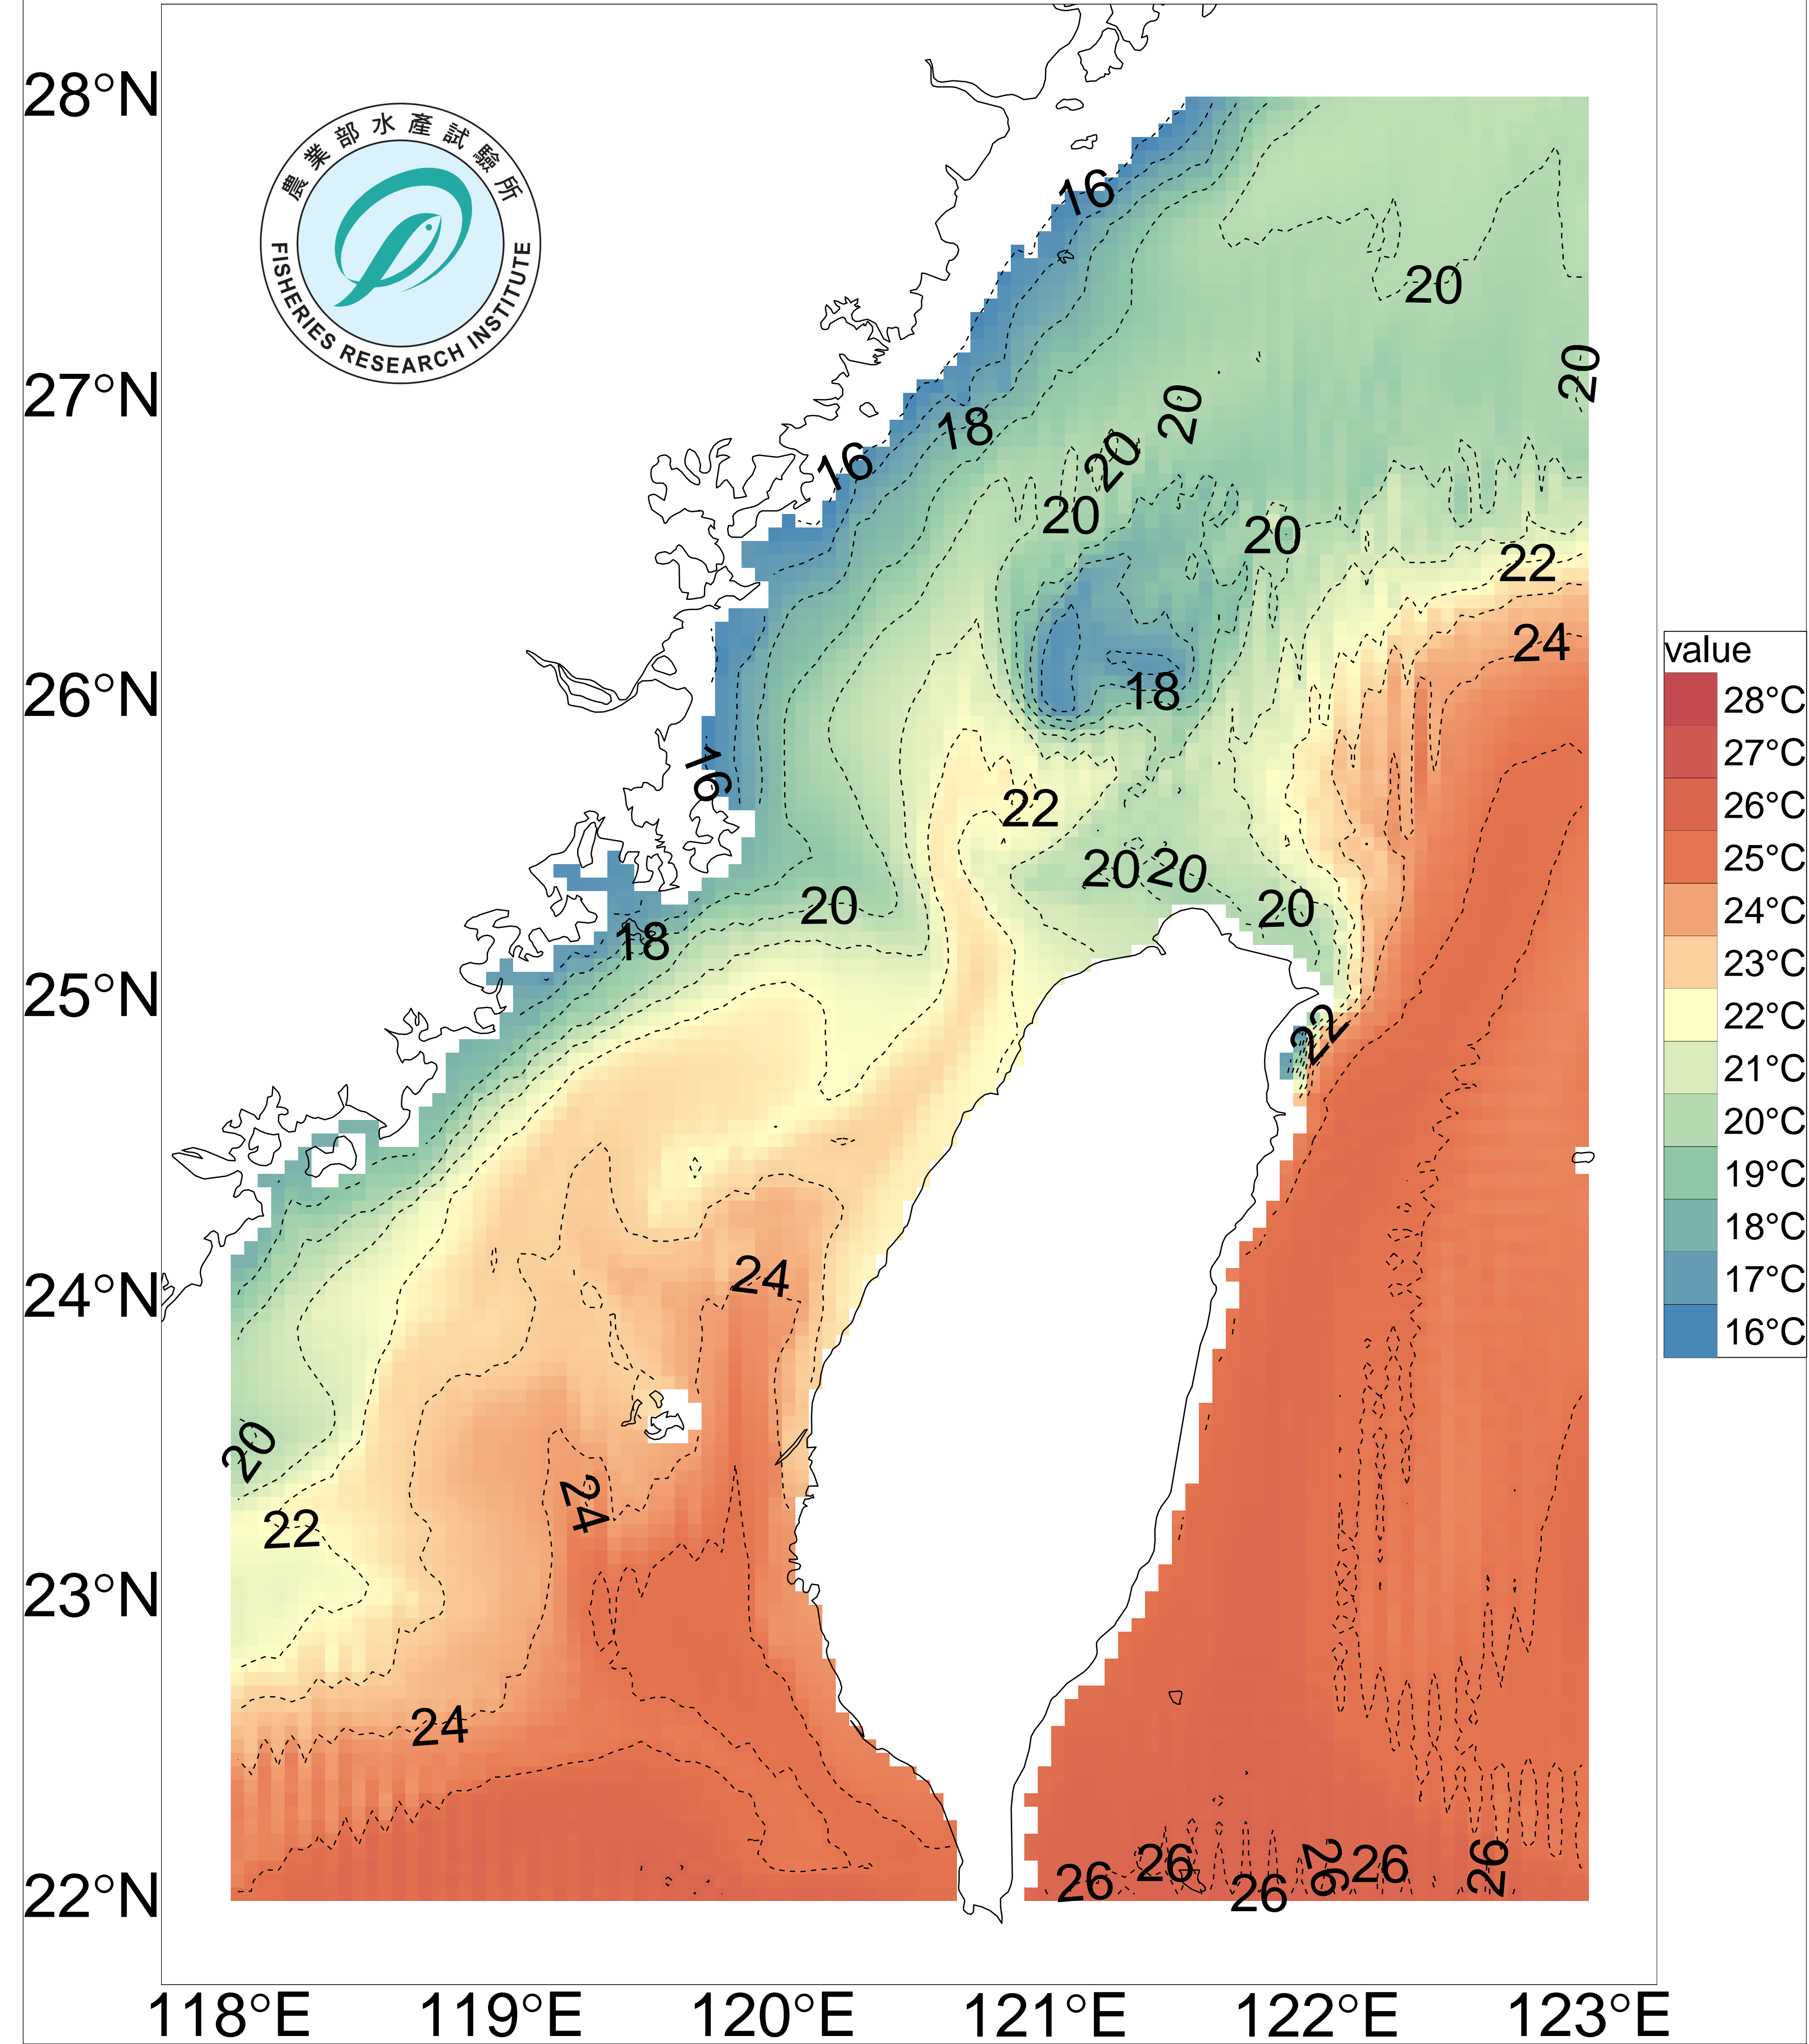 28°N
27°N
26°N
25°N
24°N
23°N
22°N
118°E
119°E
120°E
121°E
122°E
123°E
農業部水產試驗所
FISHERIES RESEARCH INSTITUTE
16
20
20
18
20
20
16
20
20
22
24
18
16
22
20
20
20
20
18
22
24
20
24
22
24
26
26
26
26
26
26
value
28°C
27°C
26°C
25°C
24°C
23°C
22°C
21°C
20°C
19°C
18°C
17°C
16°C